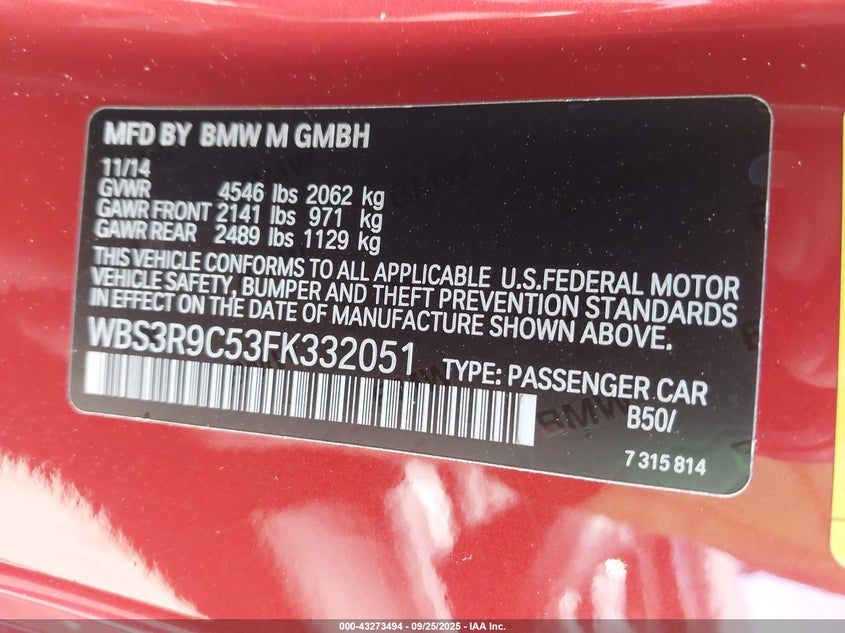 MFD BY BMW M GMBH
11/14
GVWR 4546 lbs 2062 kg
GAWR FRONT 2141 lbs 971 kg
GAWR REAR 2489 lbs 1129 kg
THIS VEHICLE CONFORMS TO ALL APPLICABLE U.S.FEDERAL MOTOR
VEHICLE SAFETY, BUMPER AND THEFT PREVENTION STANDARDS
IN EFFECT ON THE DATE OF MANUFACTURE SHOWN ABOVE.
WBS3R9C53FK332051 TYPE: PASSENGER CAR
B50/
7 315 814
000-43273494 - 09/25/2025 - IAA Inc.